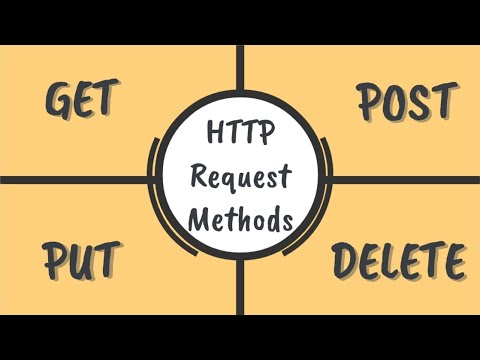 GET
POST
HTTP
Request
Methods
PUT
DELETE